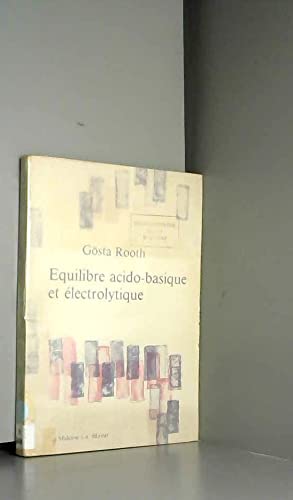 Gösta Rooth
Equilibre acido-basique
et électrolytique